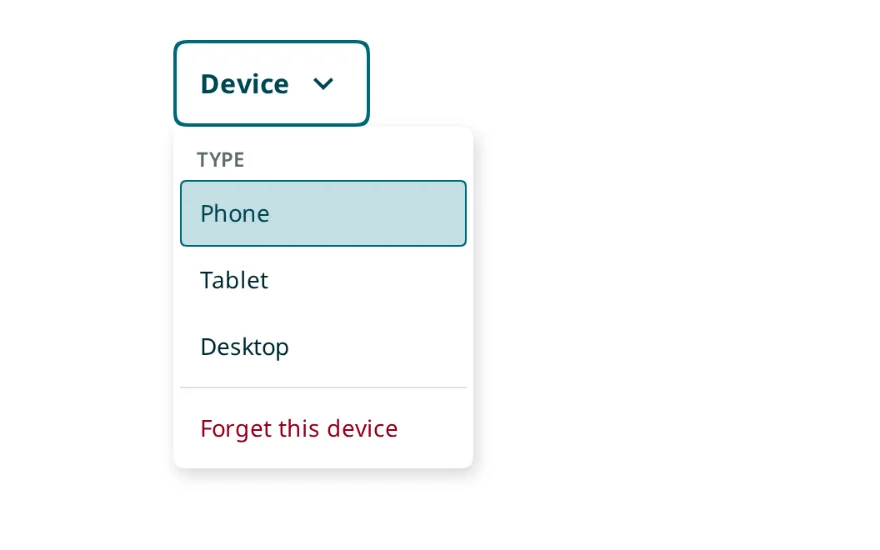 Device
TYPE
Phone
Tablet
Desktop
Forget this device